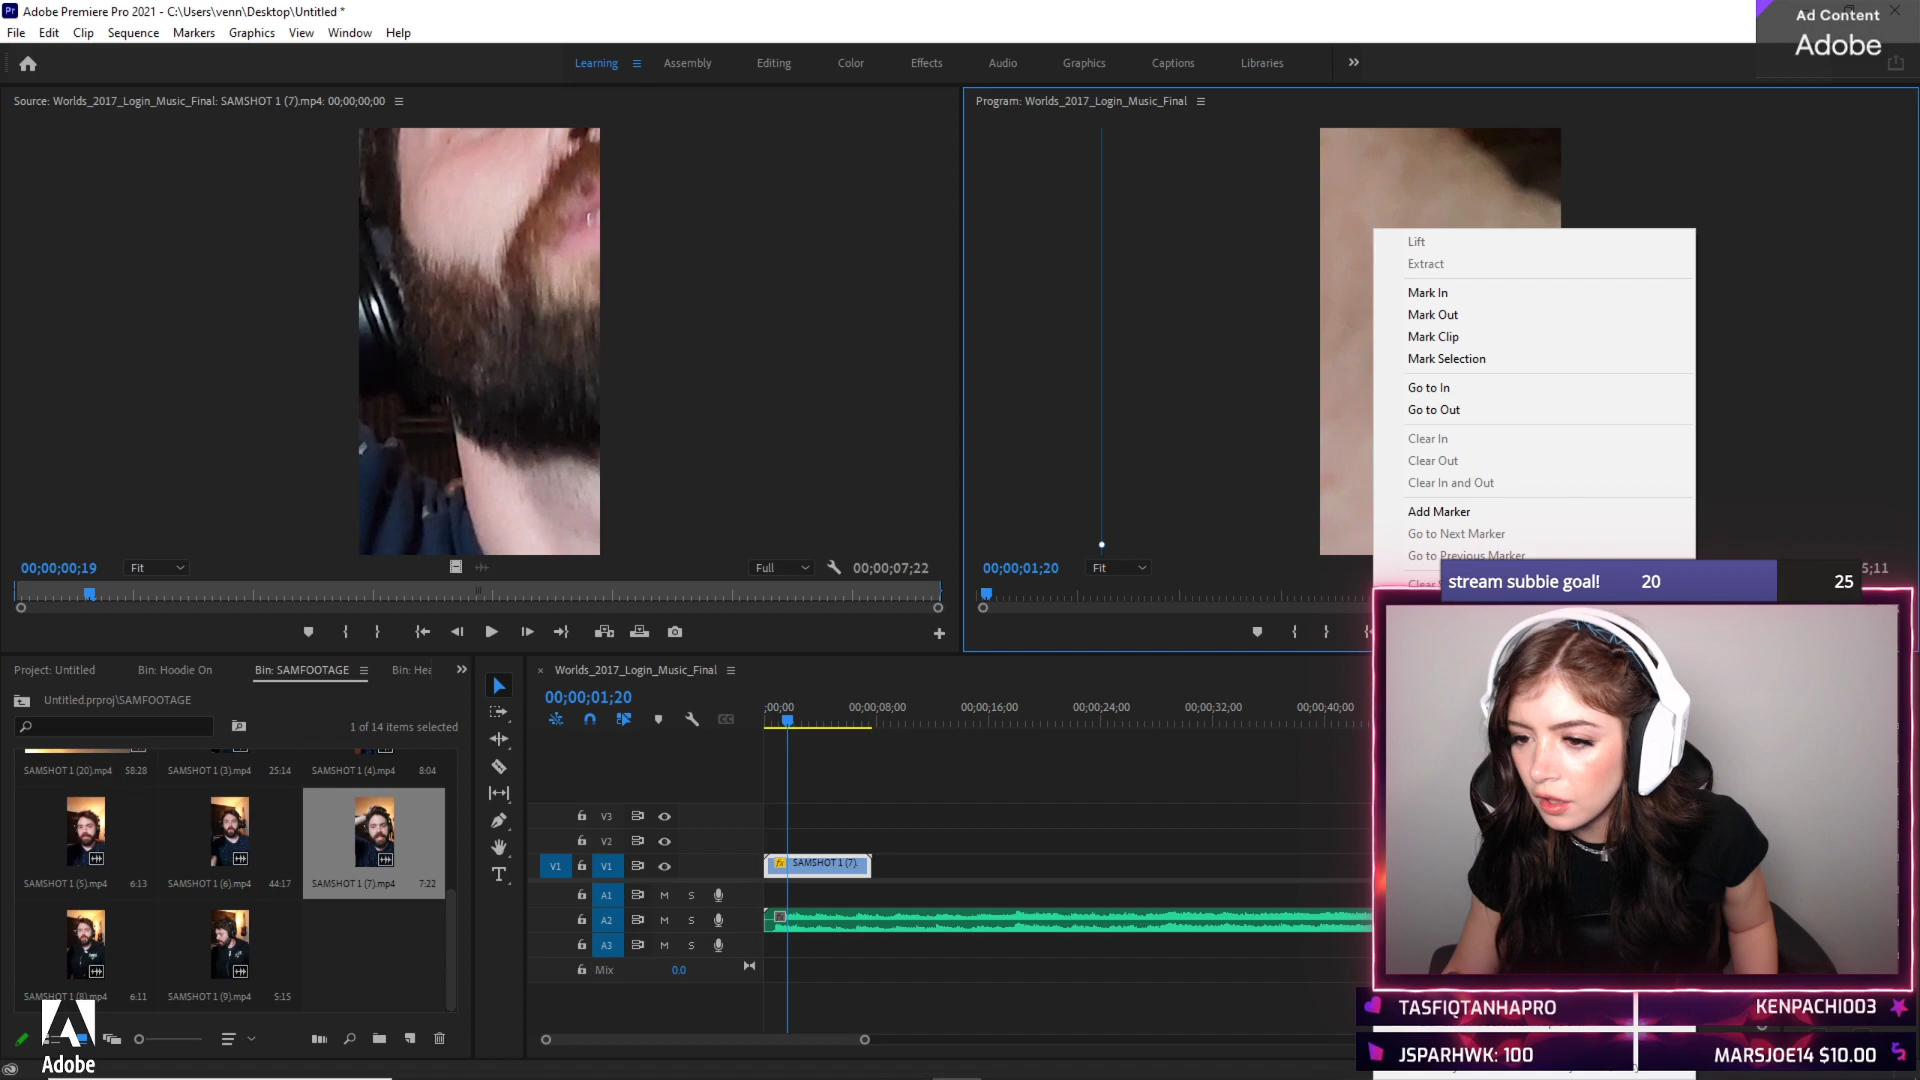 Pr Adobe Premiere Pro 2021 - C:\Users\venn\Desktop\Untitled *
File Edit Clip Sequence Markers Graphics View Window Help
Ad Content
Adobe
Learning Assembly Editing Color Effects Audio Graphics Captions Libraries
Source: Worlds_2017_Login_Music_Final: SAMSHOT 1 (7).mp4: 00;00;00;00
Program: Worlds_2017_Login_Music_Final
Lift
Extract
Mark In
Mark Out
Mark Clip
Mark Selection
Go to In
Go to Out
Clear In
Clear Out
Clear In and Out
Add Marker
Go to Next Marker
Go to Previous Marker
00;00;00;19 Fit Full 00;00;07;22
00;00;01;20 Fit 5;11
stream subbie goal! 20 25
Project: Untitled Bin: Hoodie On Bin: SAMFOOTAGE Bin: Hea
Untitled.prproj\SAMFOOTAGE
1 of 14 items selected
SAMSHOT 1 (20).mp4 58:28 SAMSHOT 1 (3).mp4 25:14 SAMSHOT 1 (4).mp4 8:04
SAMSHOT 1 (5).mp4 6:13 SAMSHOT 1 (6).mp4 44:17 SAMSHOT 1 (7).mp4 7:22
SAMSHOT 1 (8).mp4 6:11 SAMSHOT 1 (9).mp4 5:15
Adobe
× Worlds_2017_Login_Music_Final
00;00;01;20
;00;00 00;00;08;00 00;00;16;00 00;00;24;00 00;00;32;00 00;00;40;00
V3
V2
V1 V1 fx SAMSHOT 1 (7).
A1 M S
A2 M S fx
A3 M S
Mix 0.0
TASFIQTANHAPRO KENPACHI003
JSPARHWK: 100 MARSJOE14 $10.00